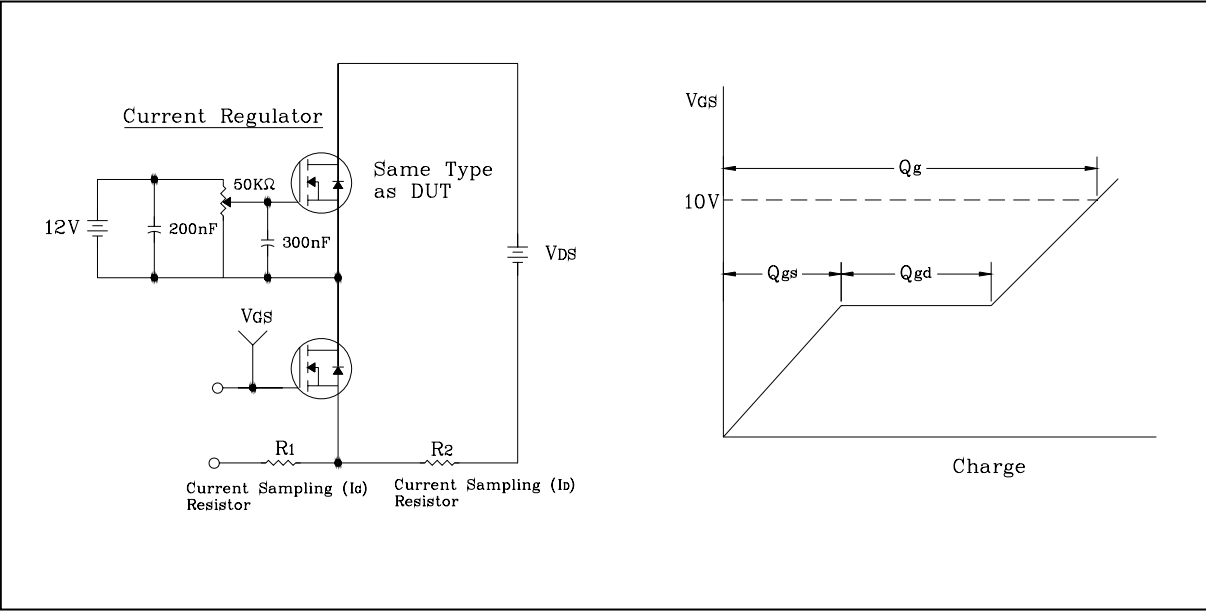 Current Regulator
Same Type
as DUT
50KΩ
12V
200nF
300nF
VDS
VGS
R1
R2
Current Sampling (IG)
Resistor
Current Sampling (ID)
Resistor
VGS
Qg
10V
Qgs
Qgd
Charge